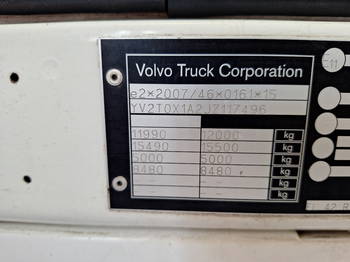 Volvo Truck Corporation
e2*2007/46*0161*15
YV2T0X1A2JZ117496
11990 12000 kg
15490 15500 kg
5000 5000 kg
8480 8480 kg
- - kg
- - kg